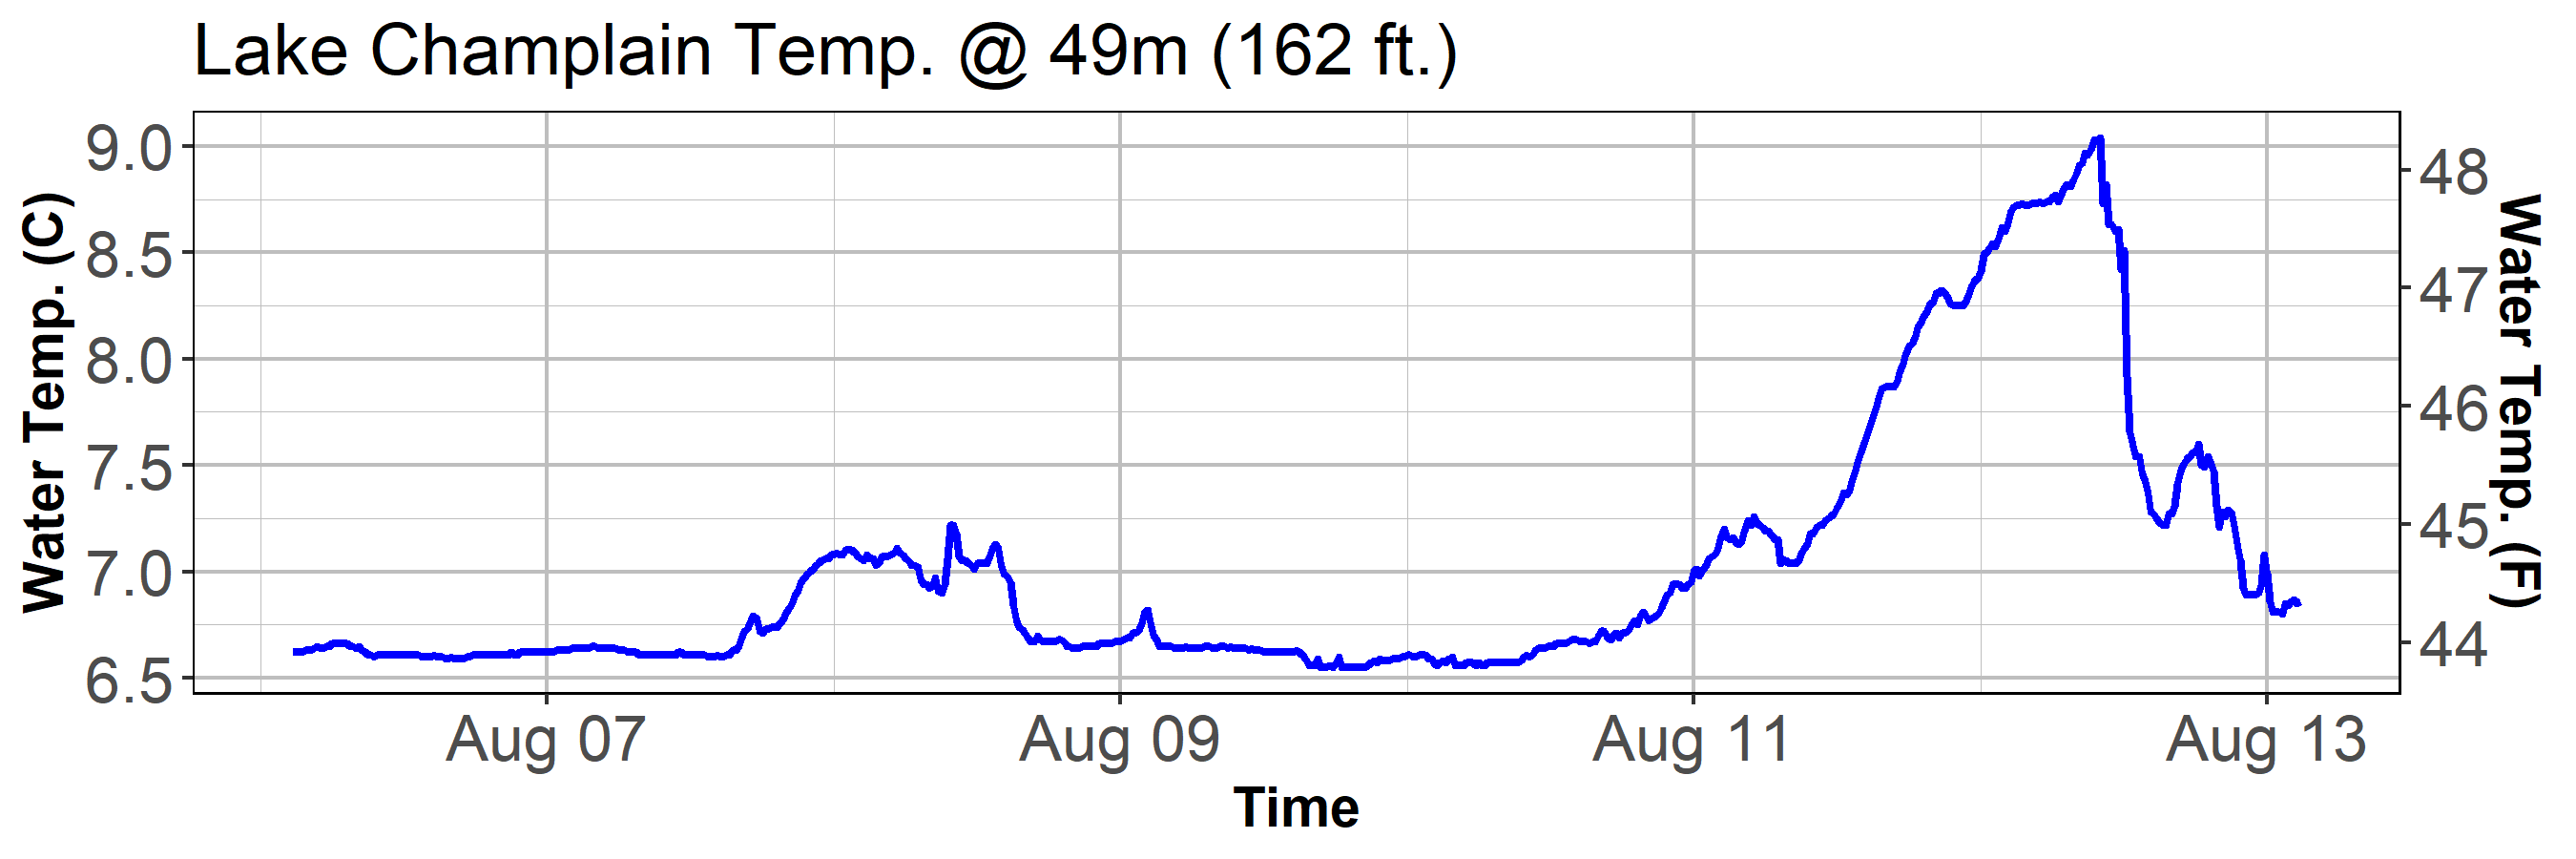 Lake Champlain Temp. @ 49m (162 ft.)
Water Temp. (C)
9.0
8.5
8.0
7.5
7.0
6.5
48
47
46
45
44
Water Temp. (F)
Aug 07 Aug 09 Aug 11 Aug 13
Time